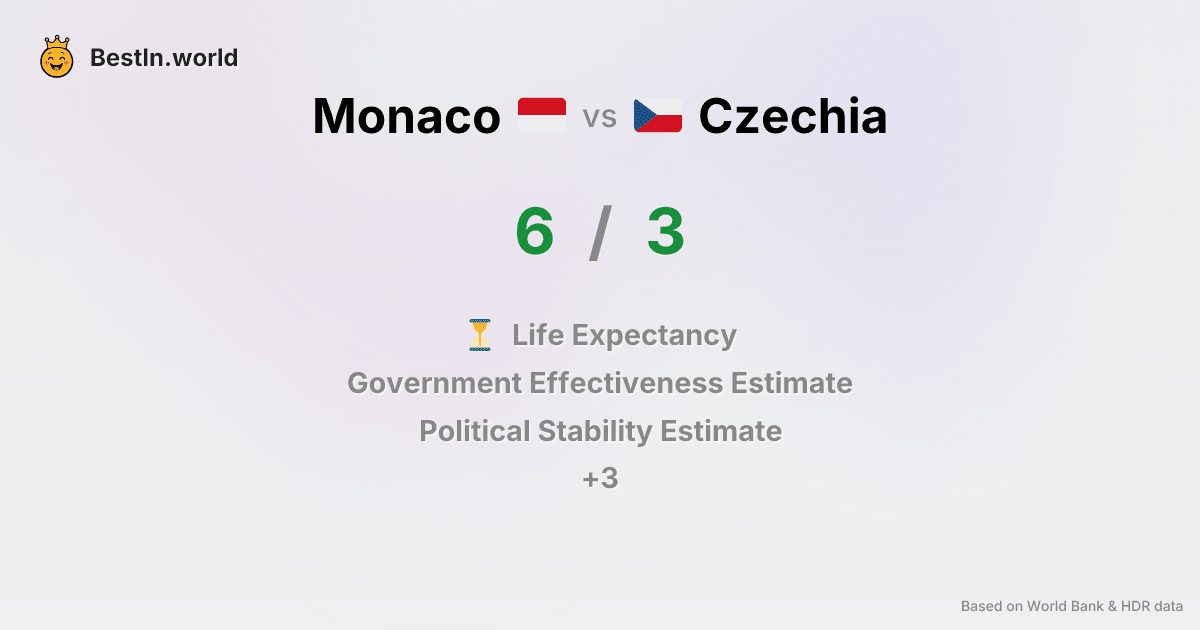 BestIn.world
Monaco vs Czechia
6 / 3
Life Expectancy
Government Effectiveness Estimate
Political Stability Estimate
+3
Based on World Bank & HDR data